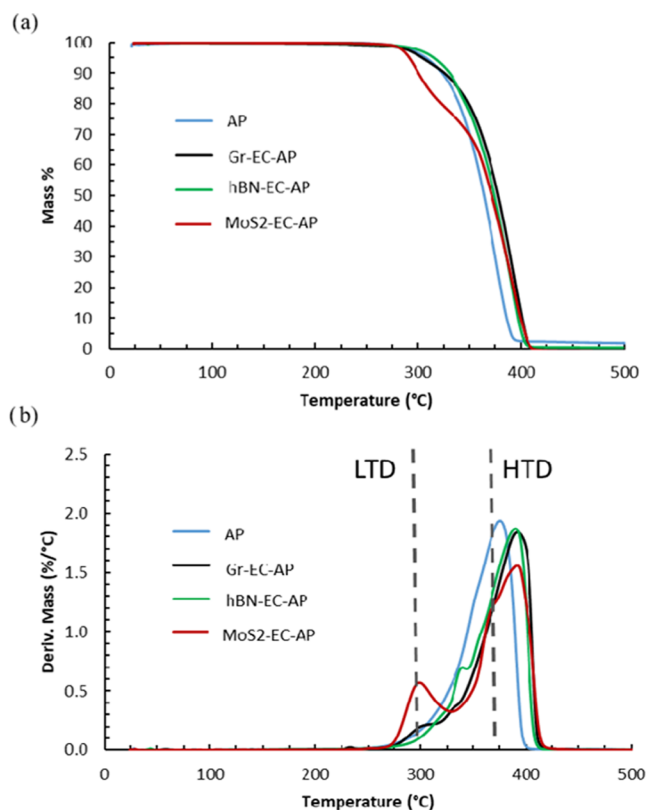 (a)
100
90
80
70
60
50
40
30
20
10
0
Mass %
AP
Gr-EC-AP
hBN-EC-AP
MoS2-EC-AP
0 100 200 300 400 500
Temperature (°C)
(b)
2.5
2.0
1.5
1.0
0.5
0.0
Deriv. Mass (%/°C)
LTD HTD
AP
Gr-EC-AP
hBN-EC-AP
MoS2-EC-AP
0 100 200 300 400 500
Temperature (°C)